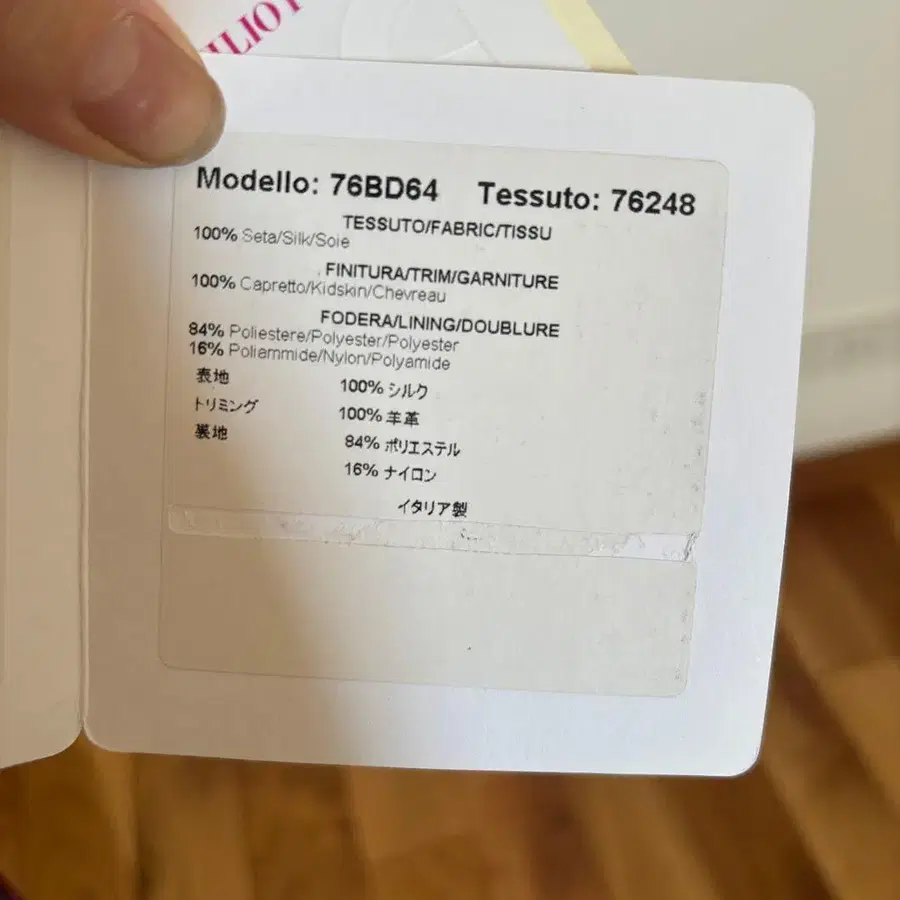 ILIO
Modello: 76BD64 Tessuto: 76248
TESSUTO/FABRIC/TISSU
100% Seta/Silk/Soie
FINITURA/TRIM/GARNITURE
100% Capretto/Kidskin/Chevreau
FODERA/LINING/DOUBLURE
84% Poliestere/Polyester/Polyester
16% Poliammide/Nylon/Polyamide
表地 100% シルク
トリミング 100% 羊革
裏地 84% ポリエステル
16% ナイロン
イタリア製